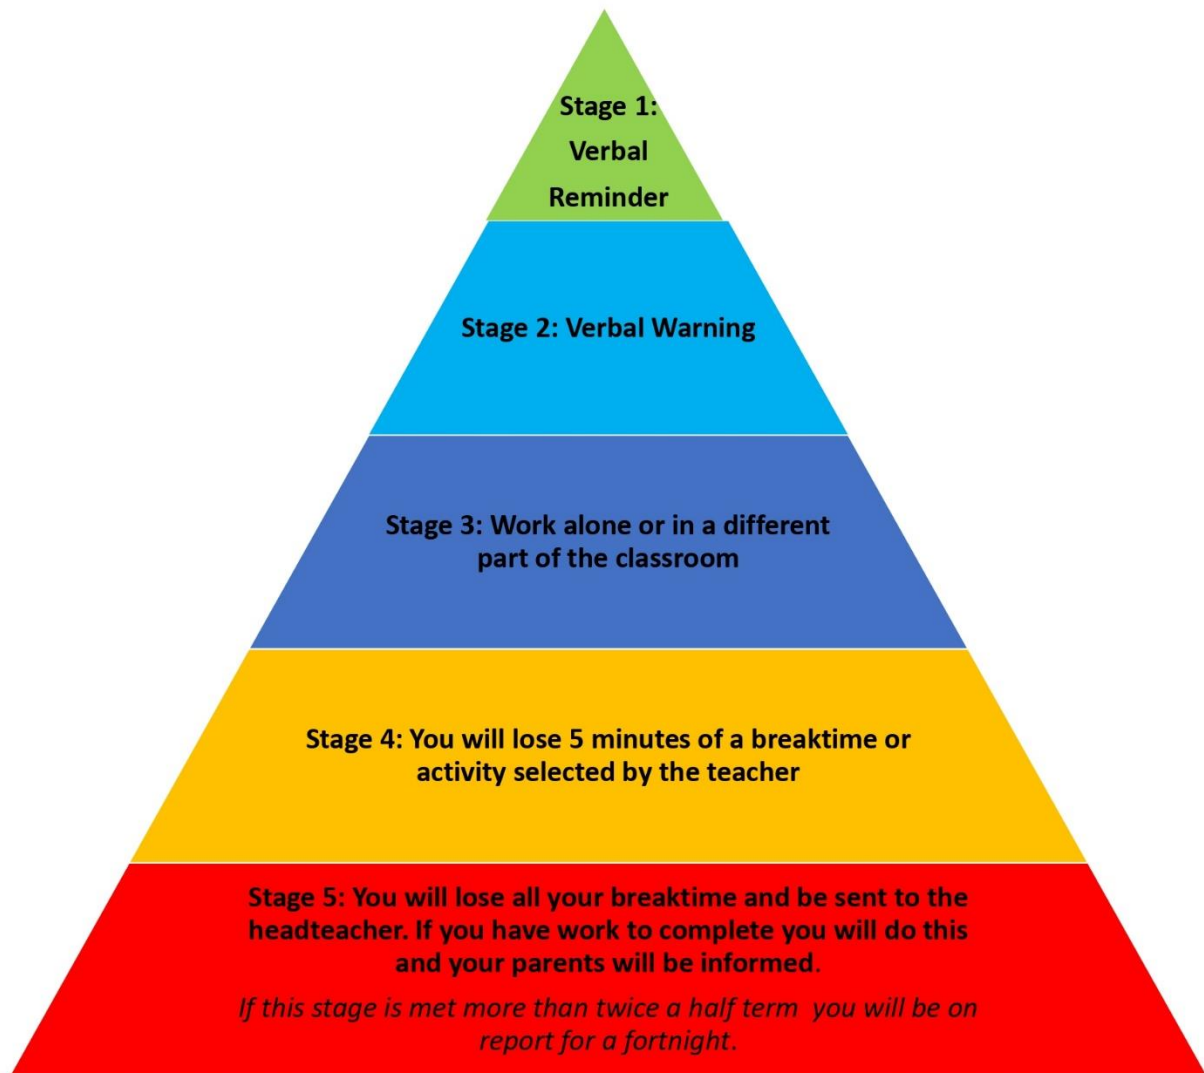 Stage 1:
Verbal
Reminder
Stage 2: Verbal Warning
Stage 3: Work alone or in a different
part of the classroom
Stage 4: You will lose 5 minutes of a breaktime or
activity selected by the teacher
Stage 5: You will lose all your breaktime and be sent to the
headteacher. If you have work to complete you will do this
and your parents will be informed.
If this stage is met more than twice a half term  you will be on
report for a fortnight.